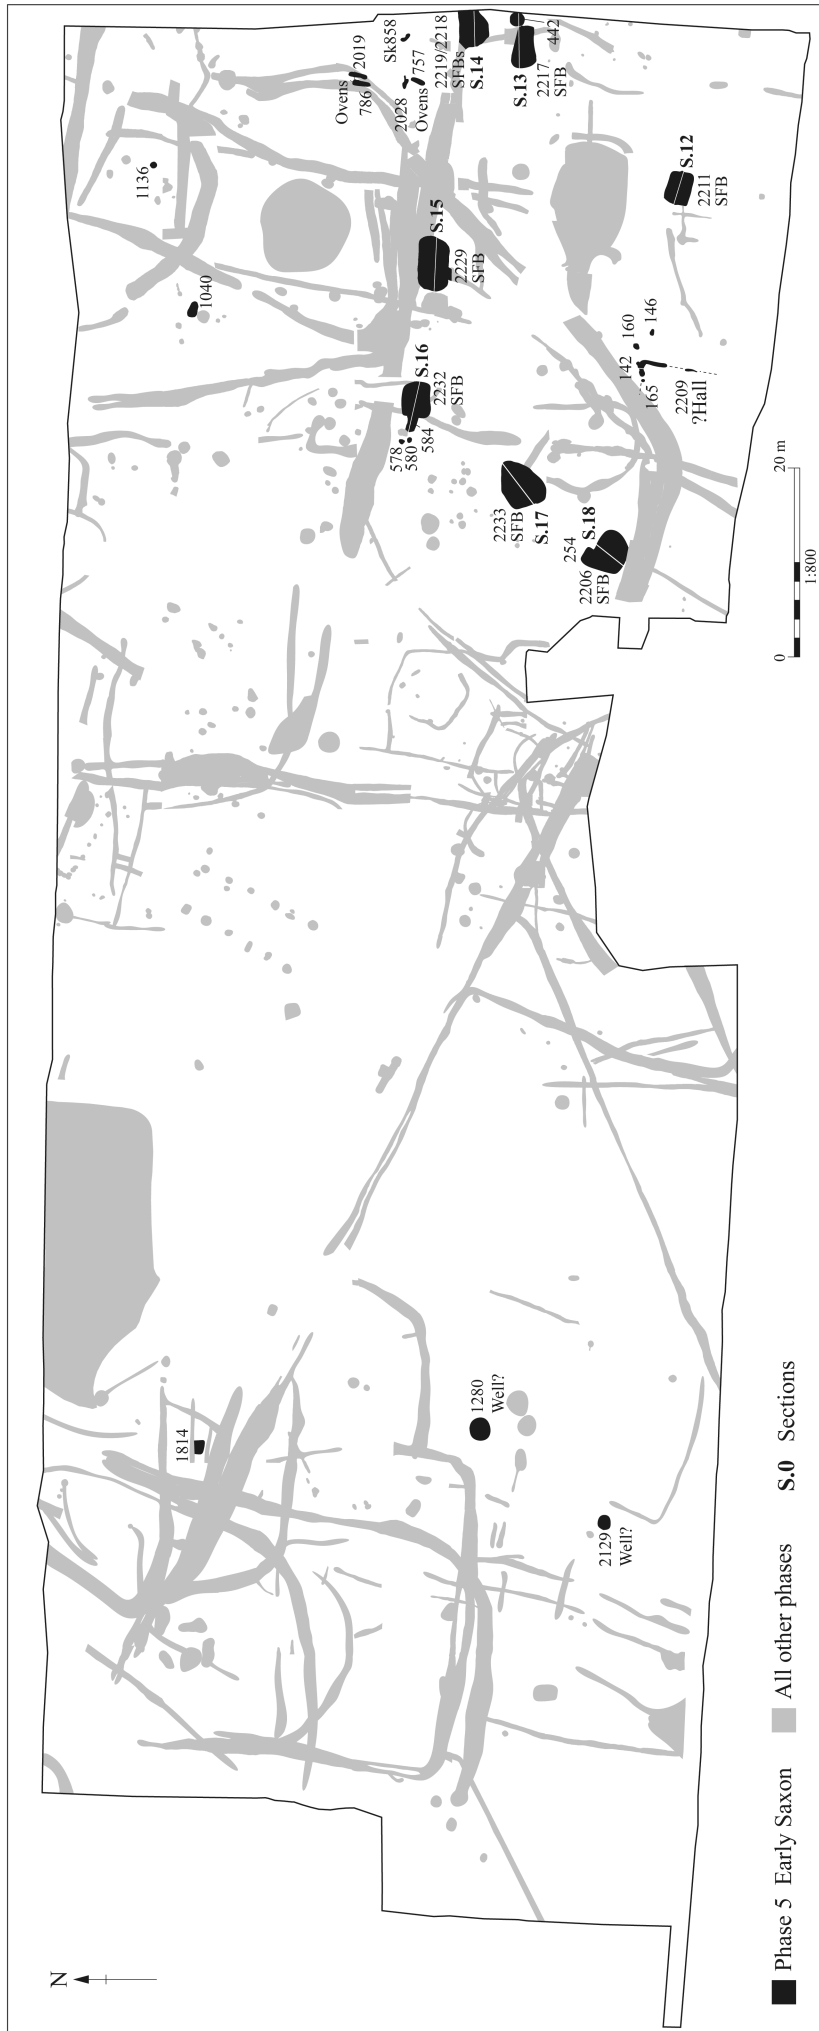 N
1814
1280
Well?
2129
Well?
578
580
584
S.16
2232
SFB
1040
1136
S.15
2229
SFB
Ovens
786
2019
Sk858
2028
Ovens
757
2219/2218
SFBs
S.14
S.13
2217
SFB
442
S.12
2211
SFB
2233
SFB
S.17
254
S.18
2206
SFB
142
160
146
165
2209
?Hall
0
20 m
1:800
Phase 5 Early Saxon
All other phases
S.0 Sections